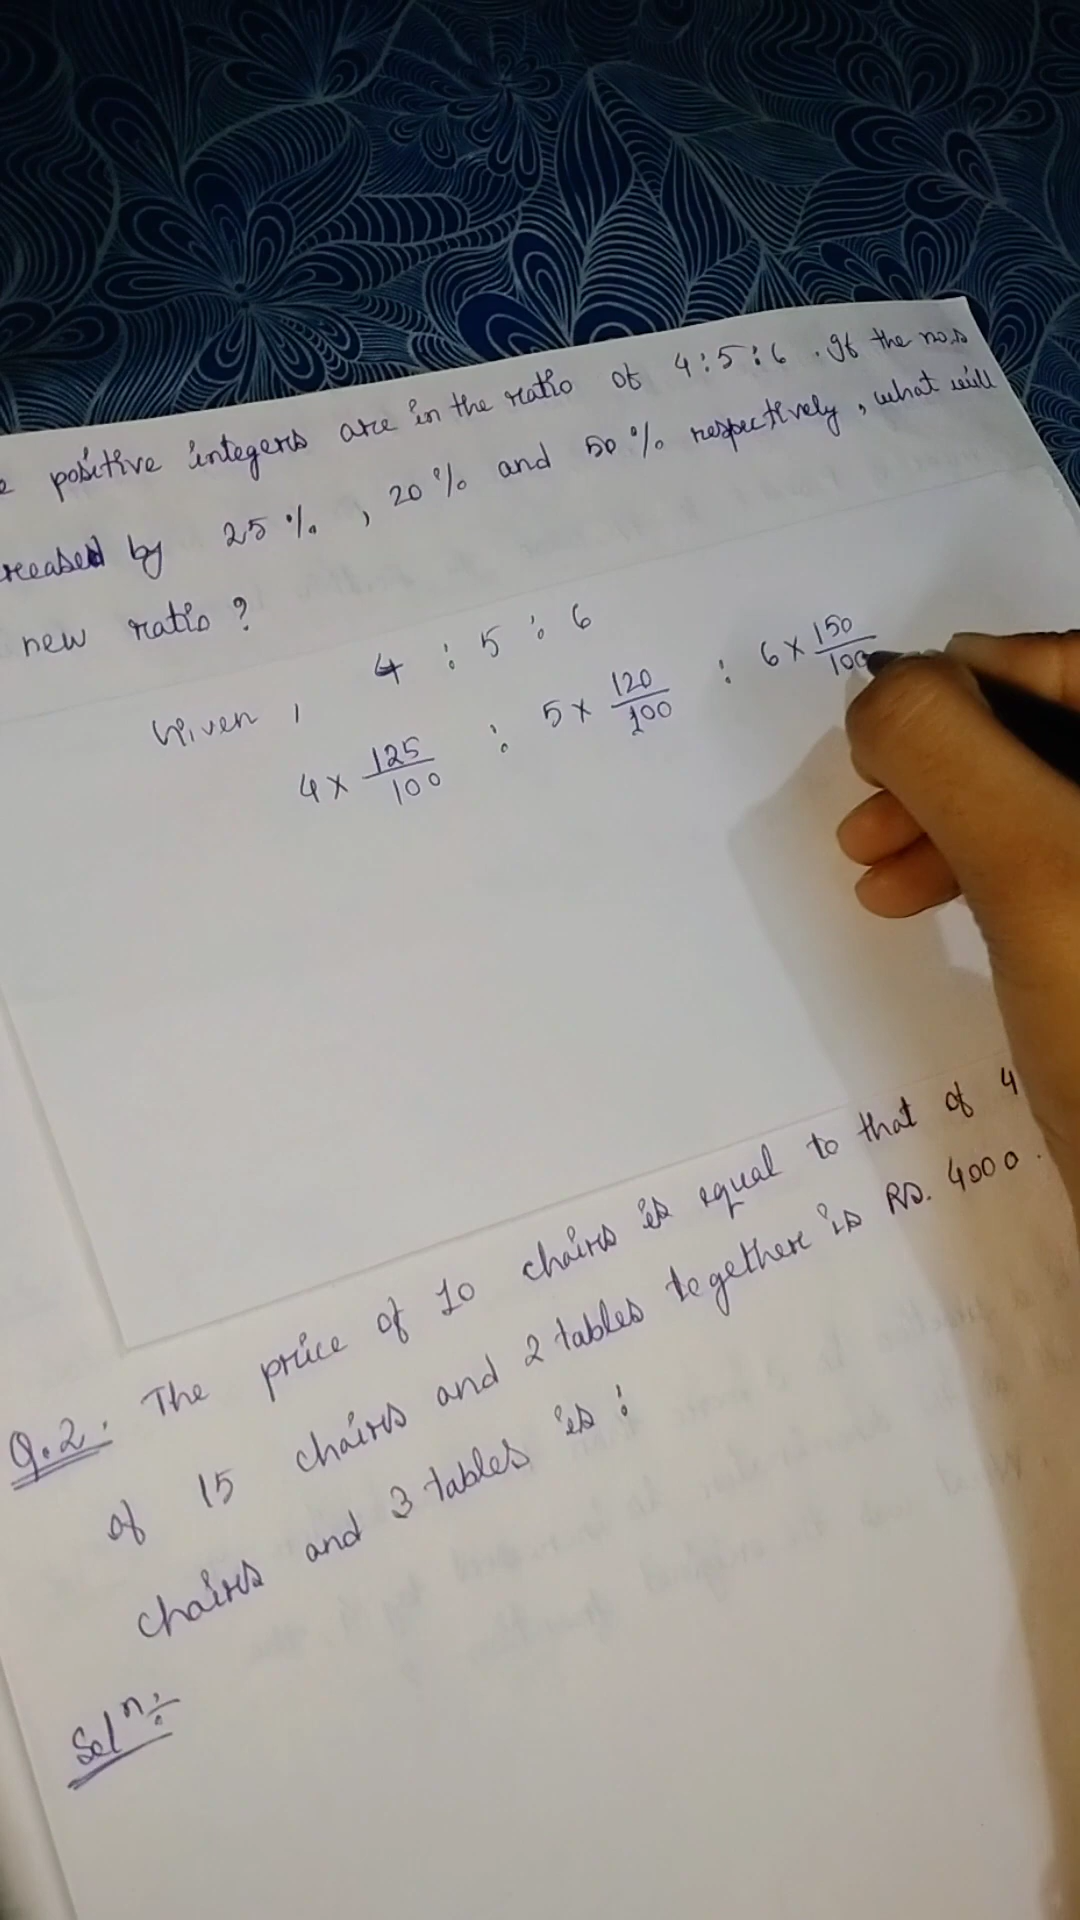 positive integers are in the ratio of 4:5:6. If the no.s
by 25%, 20% and 50% respectively, what will
new ratio?
Given, 4 : 5 : 6
4 × 125/100 : 5 × 120/100 : 6 × 150/100
Q.2. The price of 10 chairs is equal to that of 4
of 15 chairs and 2 tables together is Rs. 4000.
chairs and 3 tables is :
Solⁿ:-